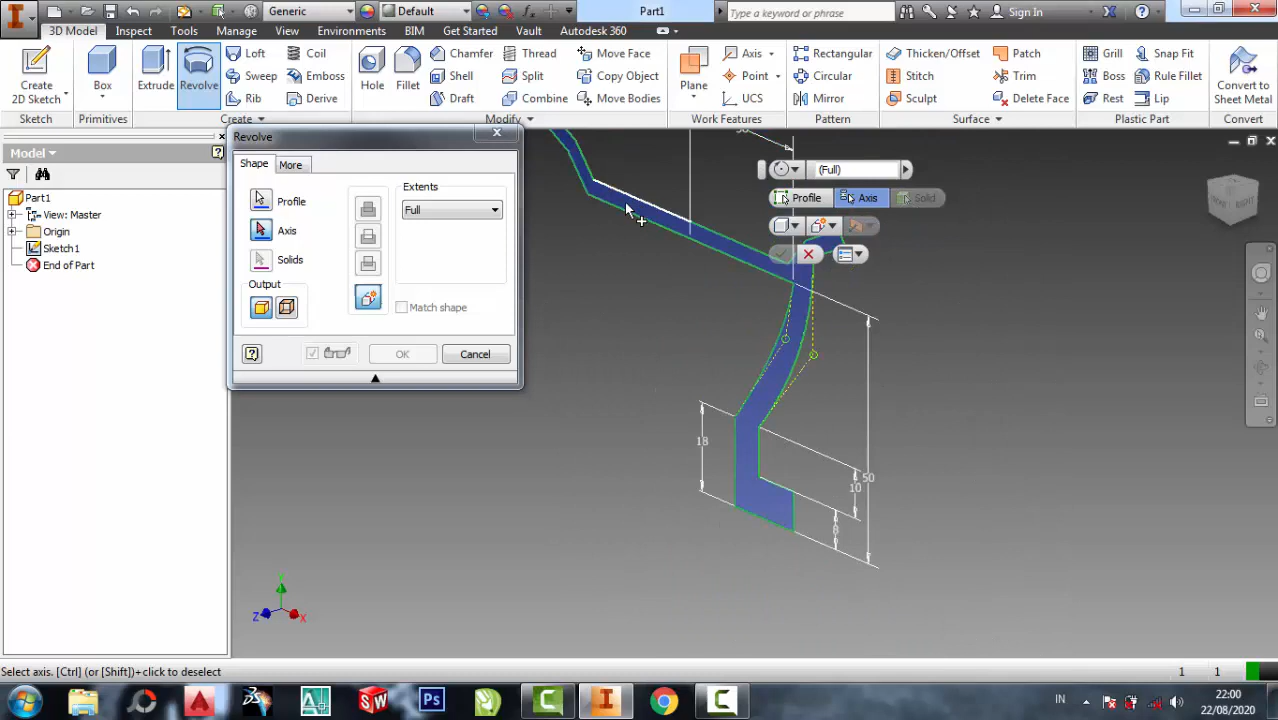 Generic
Default
fx
Part1
Type a keyword or phrase
Sign In
3D Model
Inspect
Tools
Manage
View
Environments
BIM
Get Started
Vault
Autodesk 360
Create
2D Sketch
Box
Extrude
Revolve
Loft
Sweep
Rib
Coil
Emboss
Derive
Hole
Fillet
Chamfer
Shell
Draft
Thread
Split
Combine
Move Face
Copy Object
Move Bodies
Plane
Axis
Point
UCS
Rectangular
Circular
Mirror
Thicken/Offset
Stitch
Sculpt
Patch
Trim
Delete Face
Grill
Boss
Rest
Snap Fit
Rule Fillet
Lip
Convert to
Sheet Metal
Sketch
Primitives
Create
Modify
Work Features
Pattern
Surface
Plastic Part
Convert
Model
Part1
View: Master
Origin
Sketch1
End of Part
Revolve
Shape
More
Profile
Axis
Solids
Output
Extents
Full
Match shape
OK
Cancel
(Full)
Profile
Axis
Solid
18
50
10
8
Y
Z
X
Select axis. [Ctrl] (or [Shift])+click to deselect
1
1
SW
Ps
IN
22:00
22/08/2020